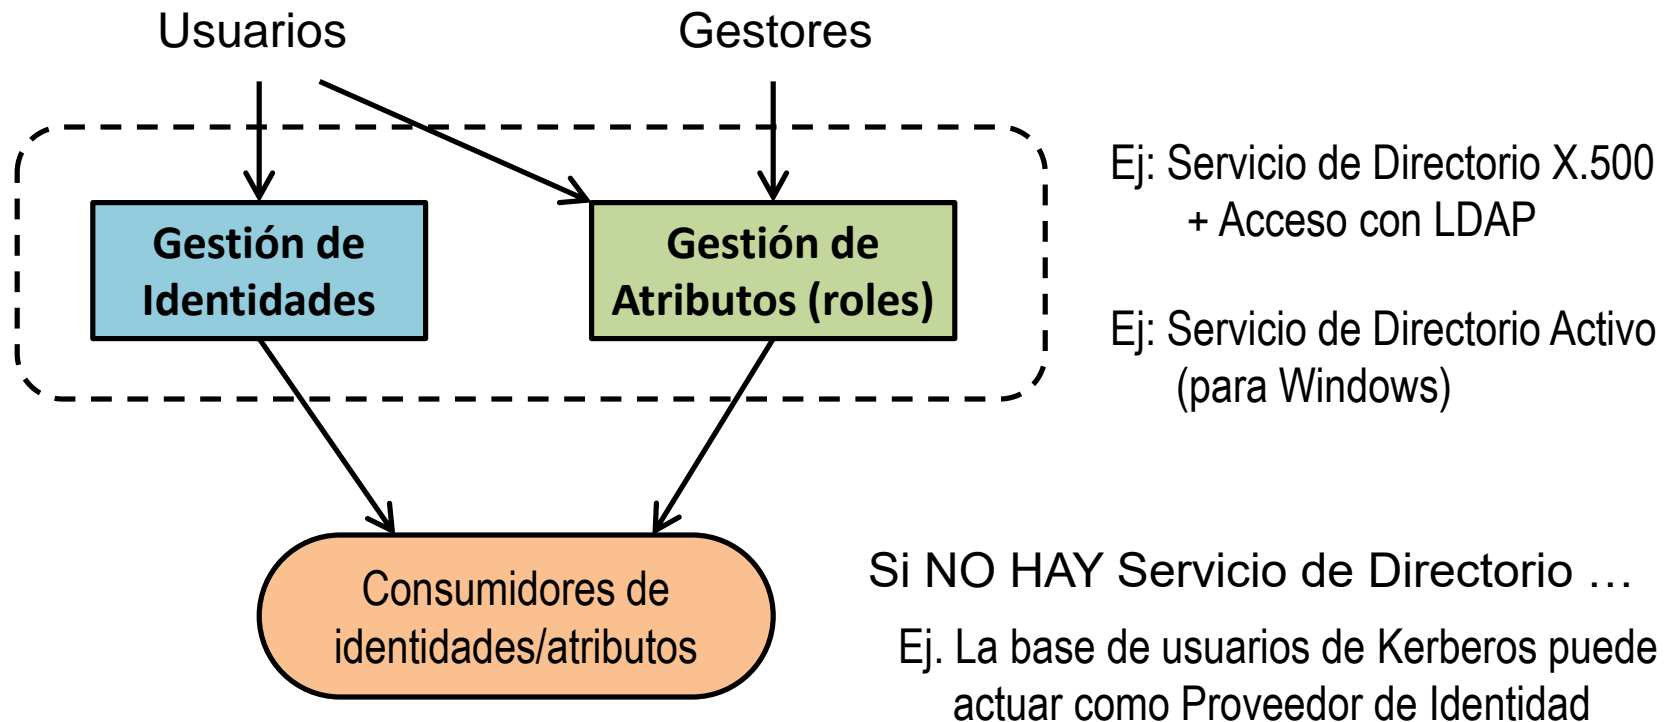 Usuarios
Gestores
Gestión de
Identidades
Gestión de
Atributos (roles)
Ej: Servicio de Directorio X.500
+ Acceso con LDAP
Ej: Servicio de Directorio Activo
(para Windows)
Consumidores de
identidades/atributos
Si NO HAY Servicio de Directorio …
Ej. La base de usuarios de Kerberos puede
actuar como Proveedor de Identidad